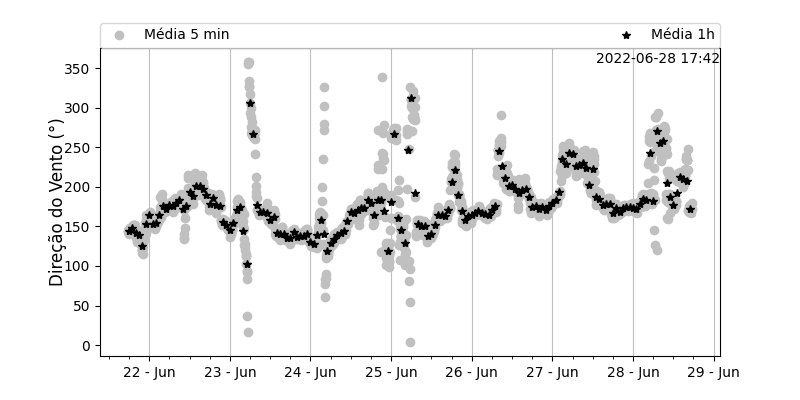 Média 5 min
Média 1h
2022-06-28 17:42
Direção do Vento (°)
350
300
250
200
150
100
50
0
22 - Jun
23 - Jun
24 - Jun
25 - Jun
26 - Jun
27 - Jun
28 - Jun
29 - Jun